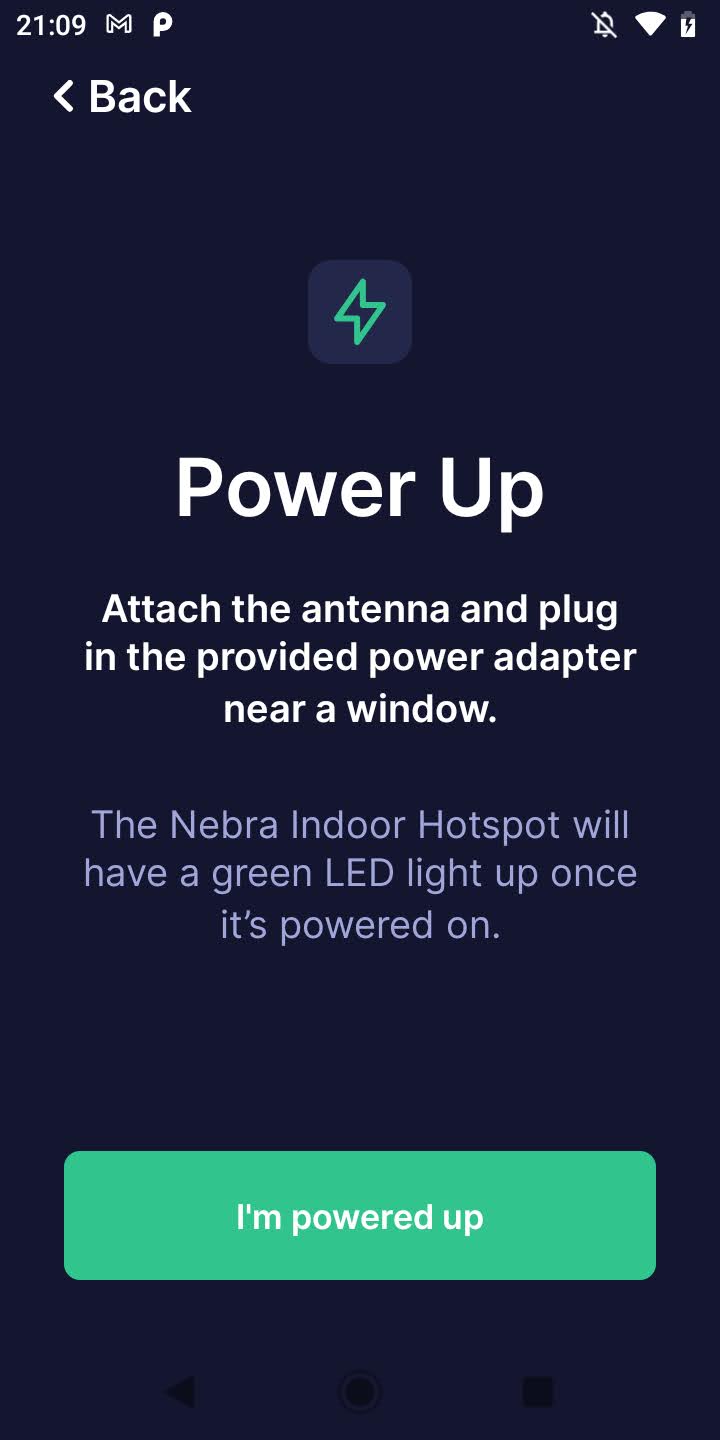 21:09
Back
Power Up
Attach the antenna and plug
in the provided power adapter
near a window.
The Nebra Indoor Hotspot will
have a green LED light up once
it’s powered on.
I'm powered up